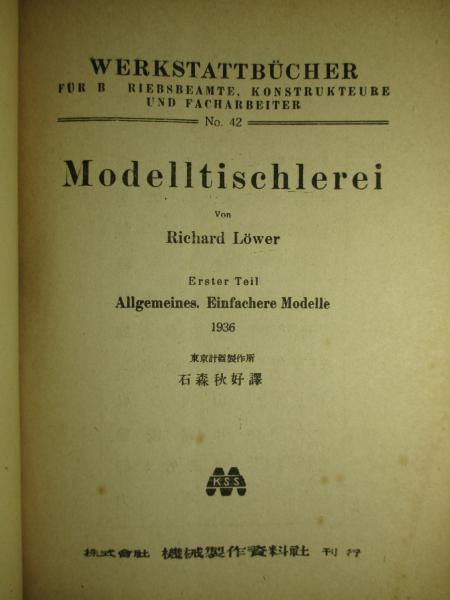 WERKSTATTBÜCHER
FÜR B RIEBSBEAMTE, KONSTRUKTEURE
UND FACHARBEITER
No. 42
Modelltischlerei
Von
Richard Löwer
Erster Teil
Allgemeines. Einfachere Modelle
1936
東京計器製作所
石森秋好譯
KSS
株式會社 機械製作資料社 刊行